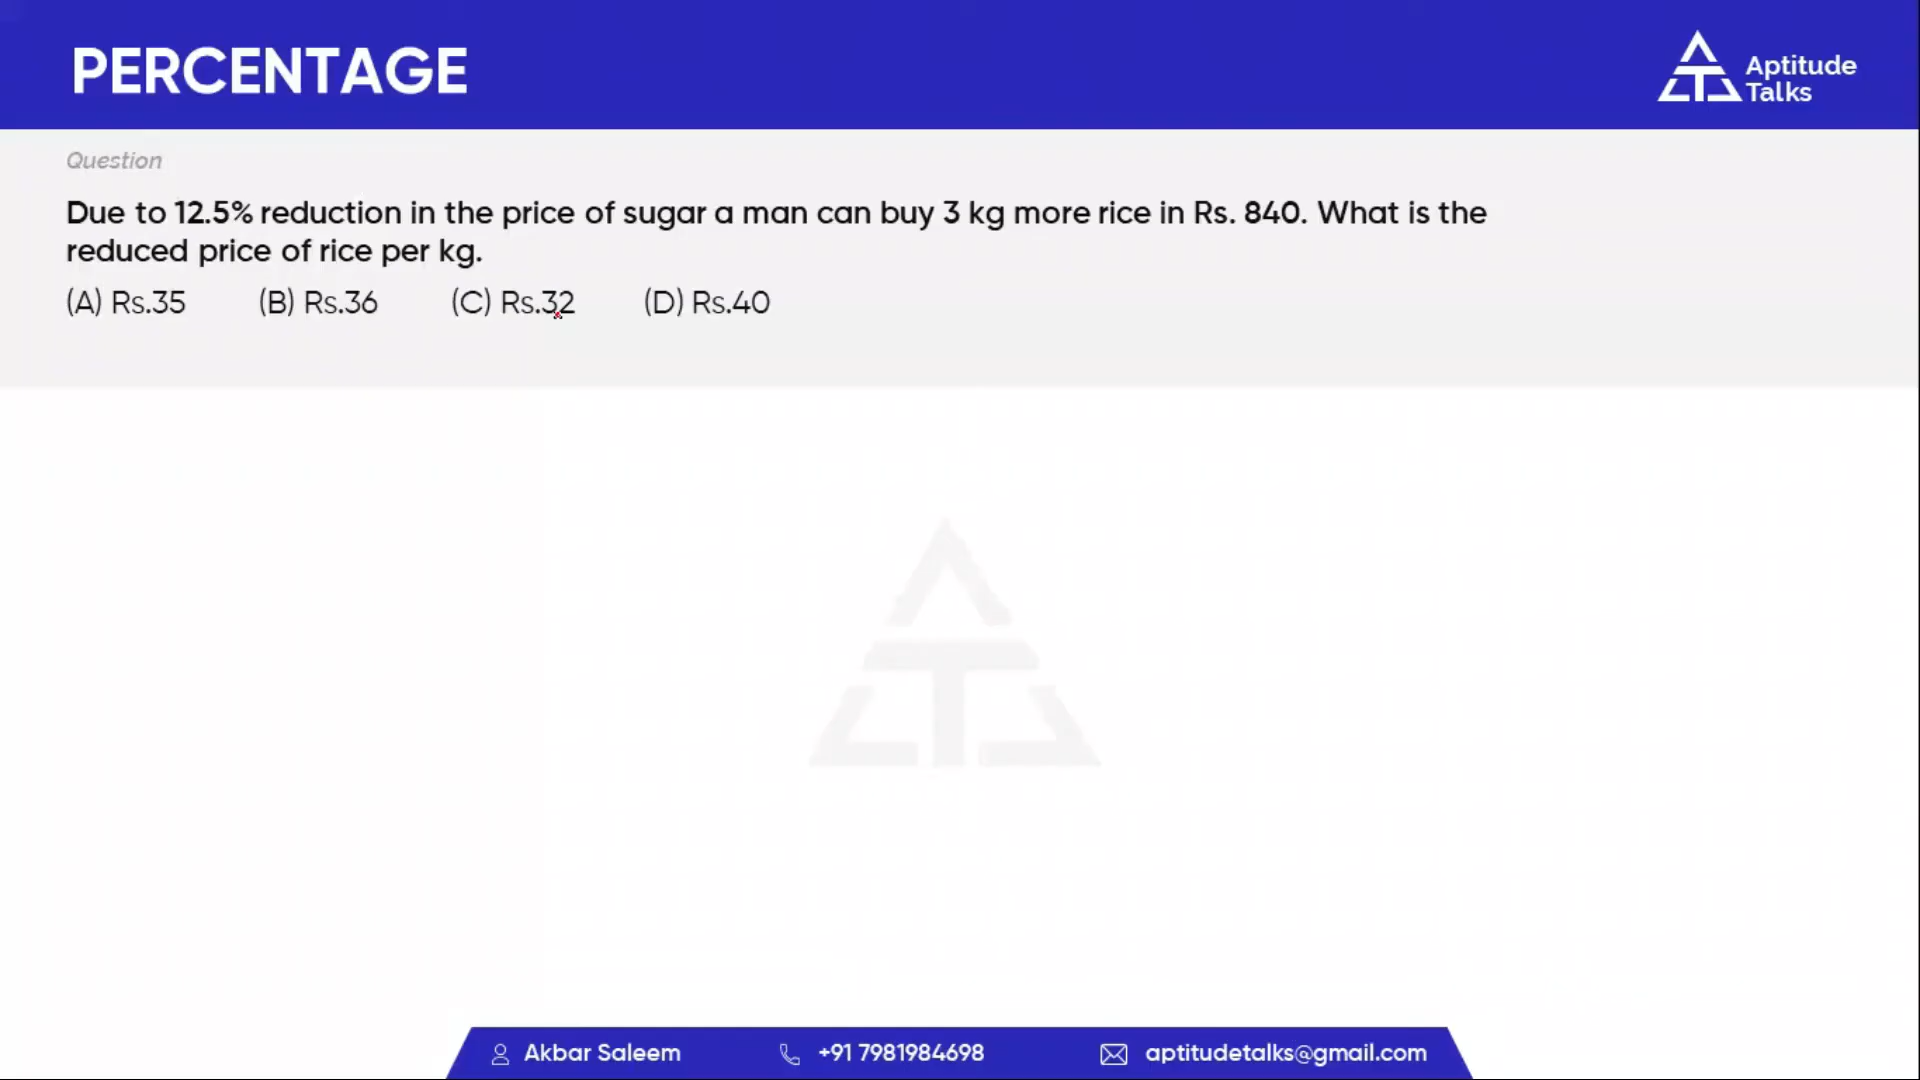 PERCENTAGE
Aptitude
Talks
Question
Due to 12.5% reduction in the price of sugar a man can buy 3 kg more rice in Rs. 840. What is the
reduced price of rice per kg.
(A) Rs.35 (B) Rs.36 (C) Rs.32 (D) Rs.40
Akbar Saleem +91 7981984698 aptitudetalks@gmail.com